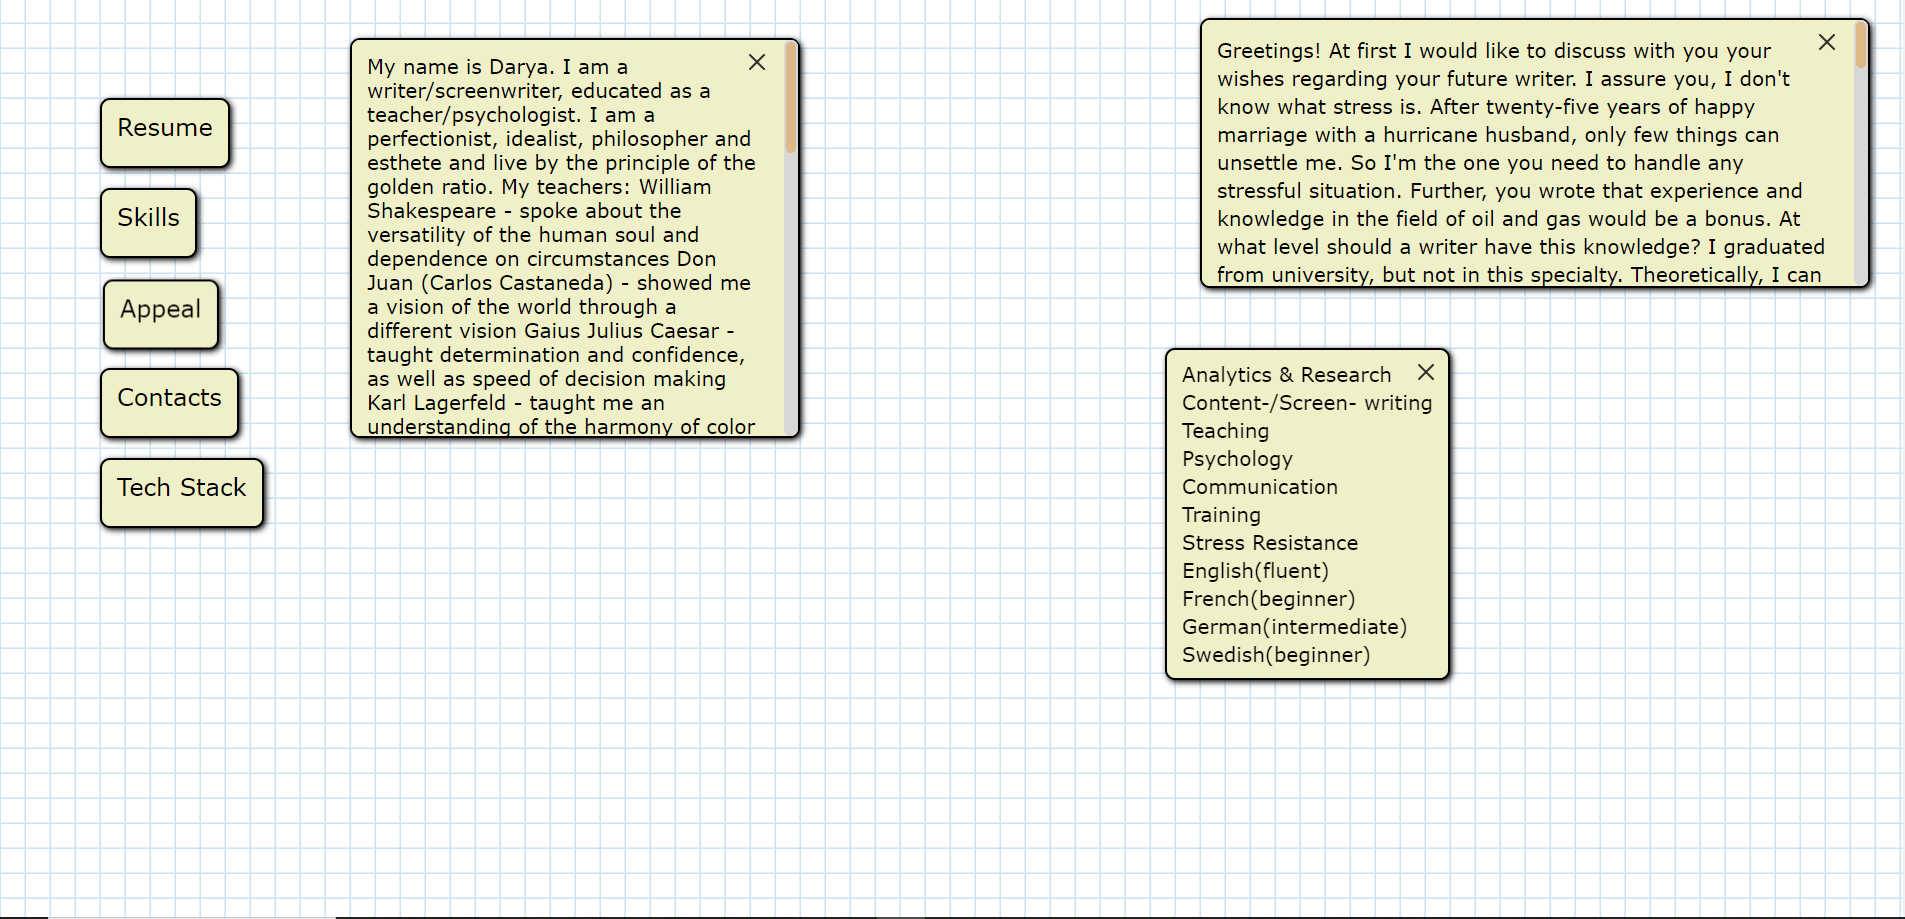 Resume
Skills
Appeal
Contacts
Tech Stack
My name is Darya. I am a
writer/screenwriter, educated as a
teacher/psychologist. I am a
perfectionist, idealist, philosopher and
esthete and live by the principle of the
golden ratio. My teachers: William
Shakespeare - spoke about the
versatility of the human soul and
dependence on circumstances Don
Juan (Carlos Castaneda) - showed me
a vision of the world through a
different vision Gaius Julius Caesar -
taught determination and confidence,
as well as speed of decision making
Karl Lagerfeld - taught me an
understanding of the harmony of color
Greetings! At first I would like to discuss with you your
wishes regarding your future writer. I assure you, I don't
know what stress is. After twenty-five years of happy
marriage with a hurricane husband, only few things can
unsettle me. So I'm the one you need to handle any
stressful situation. Further, you wrote that experience and
knowledge in the field of oil and gas would be a bonus. At
what level should a writer have this knowledge? I graduated
from university, but not in this specialty. Theoretically, I can
Analytics & Research
Content-/Screen- writing
Teaching
Psychology
Communication
Training
Stress Resistance
English(fluent)
French(beginner)
German(intermediate)
Swedish(beginner)